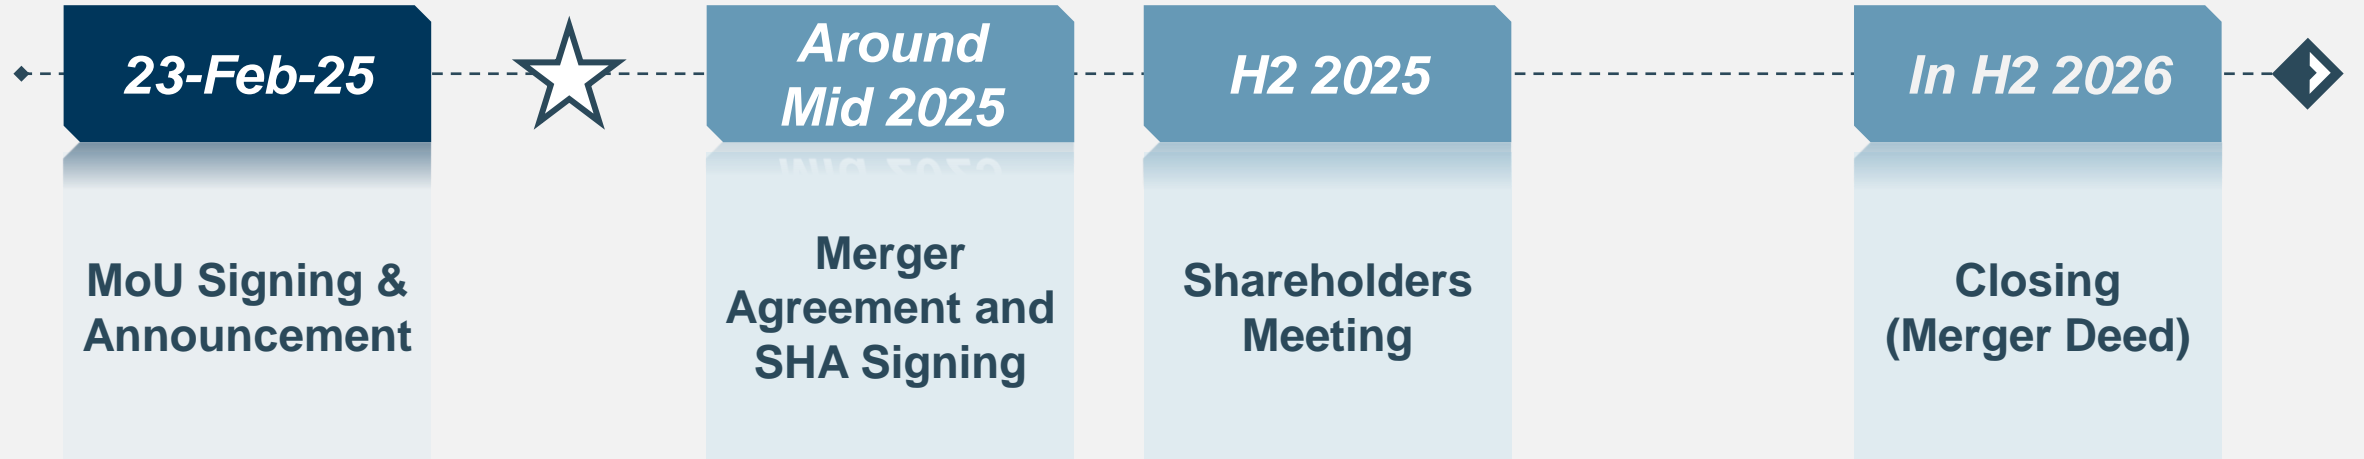 23-Feb-25
Around
Mid 2025
H2 2025
In H2 2026
MoU Signing &
Announcement
Merger
Agreement and
SHA Signing
Shareholders
Meeting
Closing
(Merger Deed)